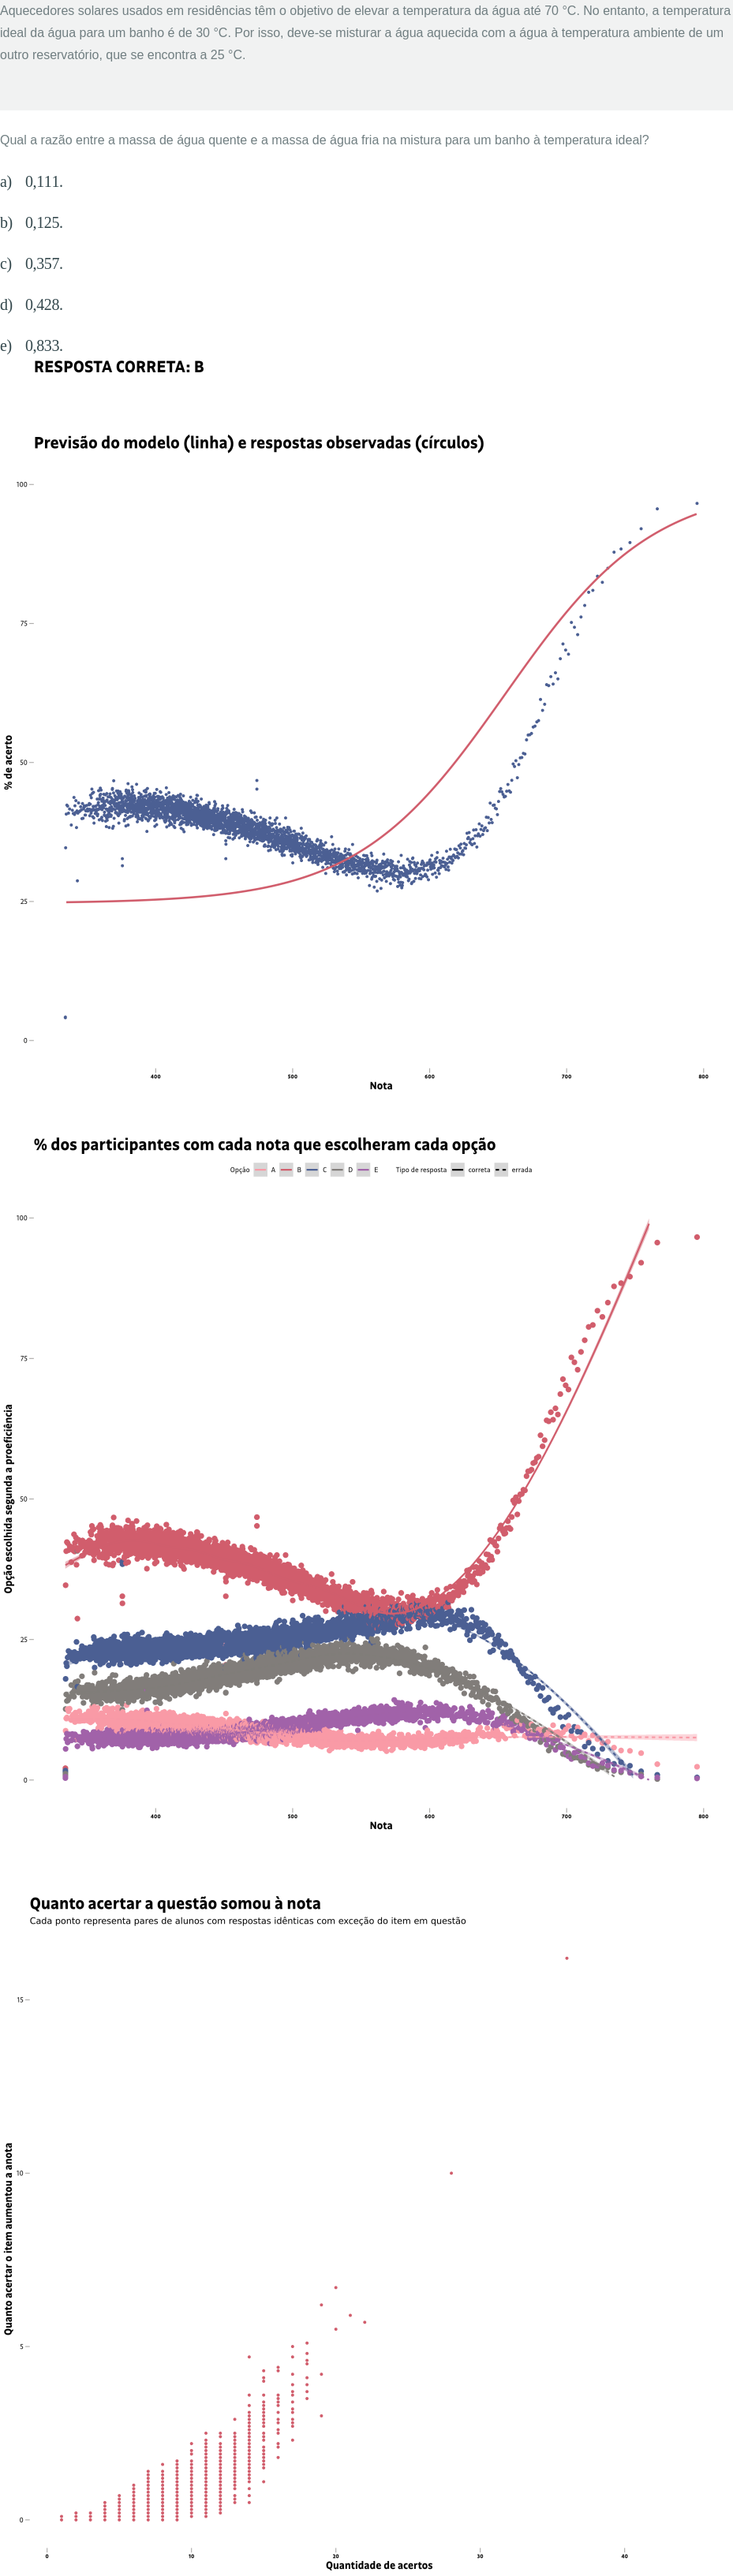 Aquecedores solares usados em residências têm o objetivo de elevar a temperatura da água até 70 °C. No entanto, a temperatura
ideal da água para um banho é de 30 °C. Por isso, deve-se misturar a água aquecida com a água à temperatura ambiente de um
outro reservatório, que se encontra a 25 °C.
Qual a razão entre a massa de água quente e a massa de água fria na mistura para um banho à temperatura ideal?
a) 0,111.
b) 0,125.
c) 0,357.
d) 0,428.
e) 0,833.
RESPOSTA CORRETA: B
Previsão do modelo (linha) e respostas observadas (círculos)
100
75
50
25
0
% de acerto
400 500 600 700 800
Nota
% dos participantes com cada nota que escolheram cada opção
Opção A B C D E Tipo de resposta correta errada
100
75
50
25
0
Opção escolhida segunda a proeficiência
400 500 600 700 800
Nota
Quanto acertar a questão somou à nota
Cada ponto representa pares de alunos com respostas idênticas com exceção do item em questão
15
10
5
0
Quanto acertar o item aumentou a anota
0 10 20 30 40
Quantidade de acertos